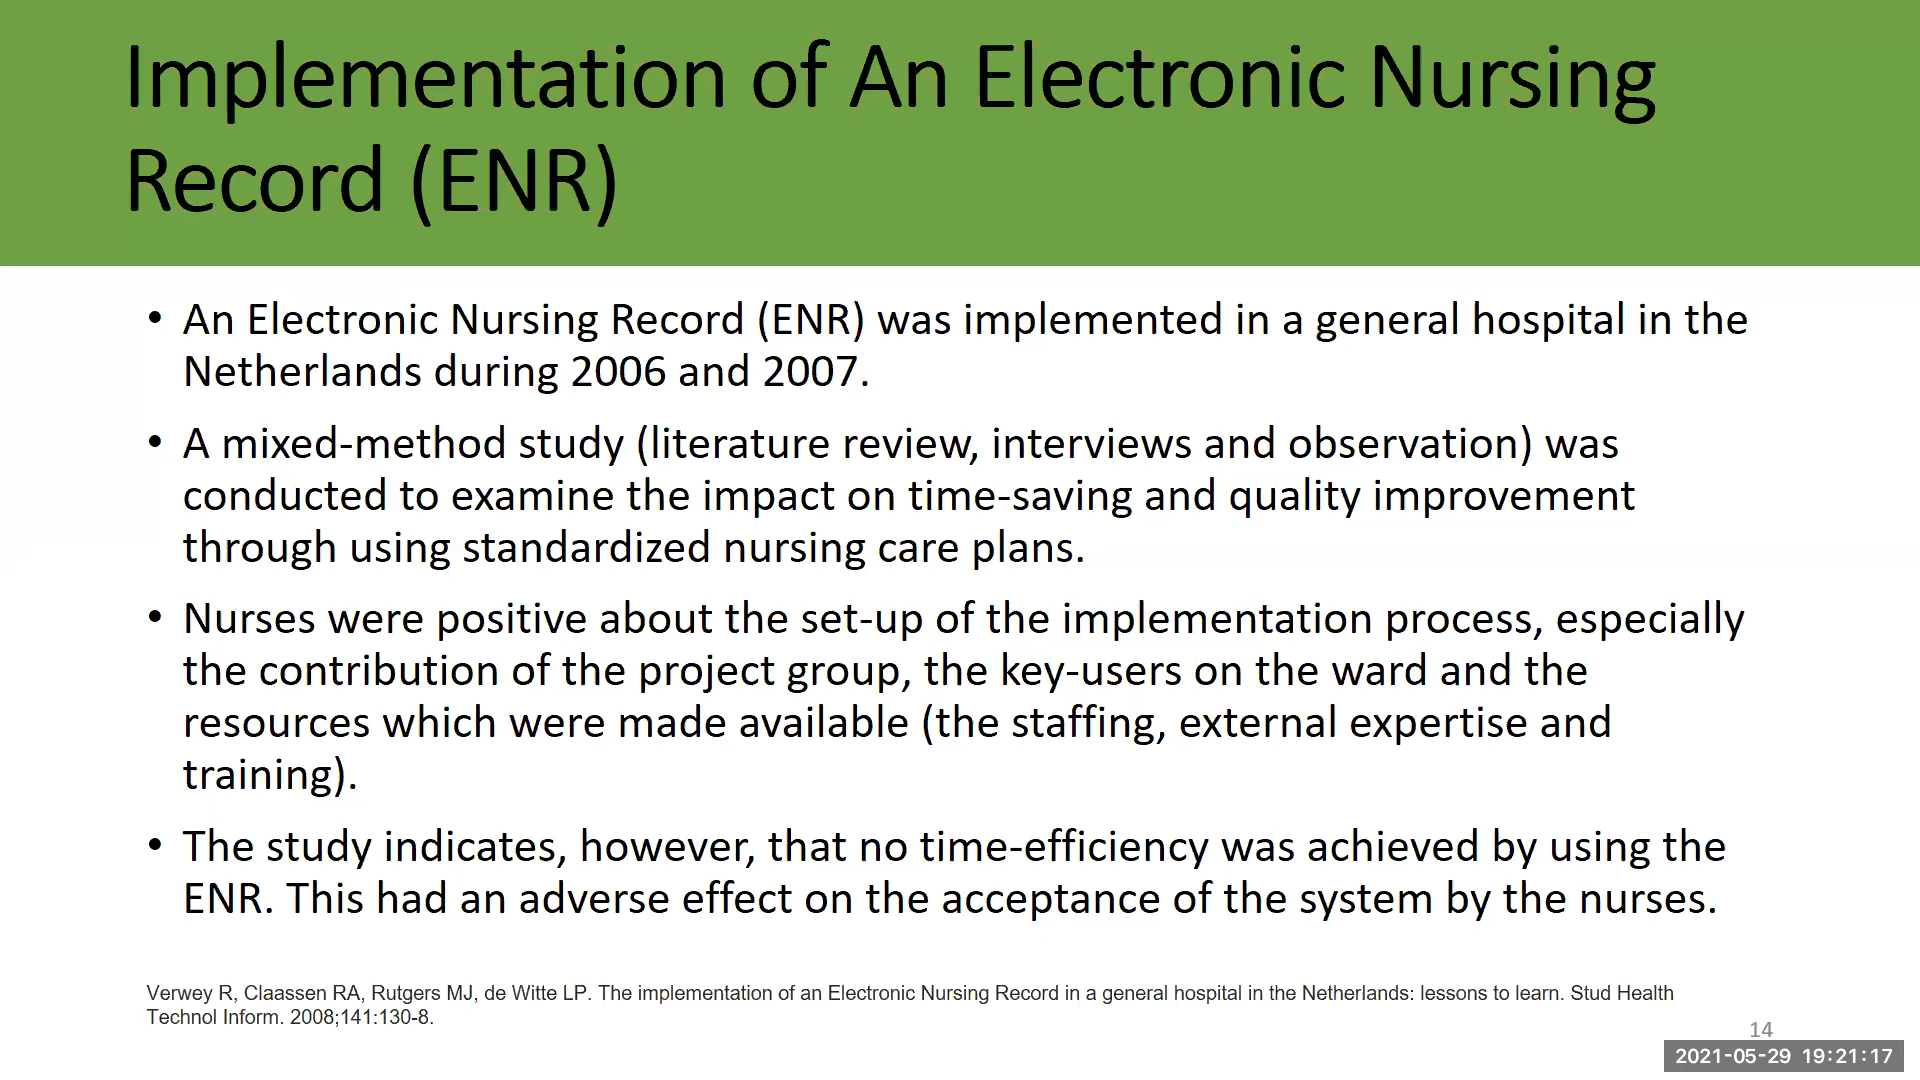 Implementation of An Electronic Nursing
Record (ENR)
• An Electronic Nursing Record (ENR) was implemented in a general hospital in the
Netherlands during 2006 and 2007.
• A mixed-method study (literature review, interviews and observation) was
conducted to examine the impact on time-saving and quality improvement
through using standardized nursing care plans.
• Nurses were positive about the set-up of the implementation process, especially
the contribution of the project group, the key-users on the ward and the
resources which were made available (the staffing, external expertise and
training).
• The study indicates, however, that no time-efficiency was achieved by using the
ENR. This had an adverse effect on the acceptance of the system by the nurses.
Verwey R, Claassen RA, Rutgers MJ, de Witte LP. The implementation of an Electronic Nursing Record in a general hospital in the Netherlands: lessons to learn. Stud Health
Technol Inform. 2008;141:130-8.
14
2021-05-29 19:21:17